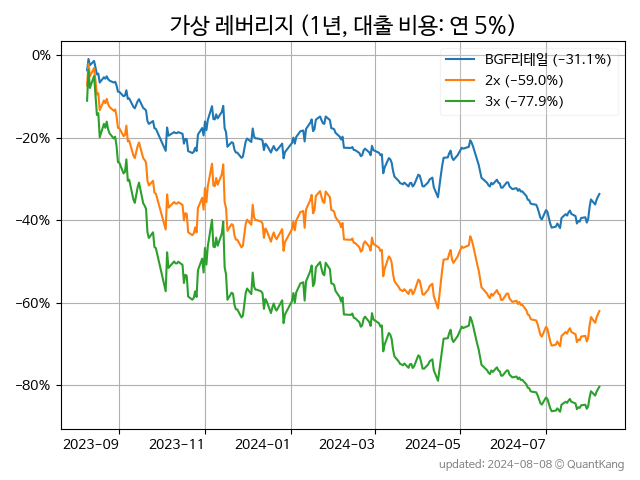 가상 레버리지 (1년, 대출 비용: 연 5%)
BGF리테일 (−31.1%)
2x (−59.0%)
3x (−77.9%)
0%
−20%
−40%
−60%
−80%
2023-09
2023-11
2024-01
2024-03
2024-05
2024-07
updated: 2024-08-08 © QuantKang